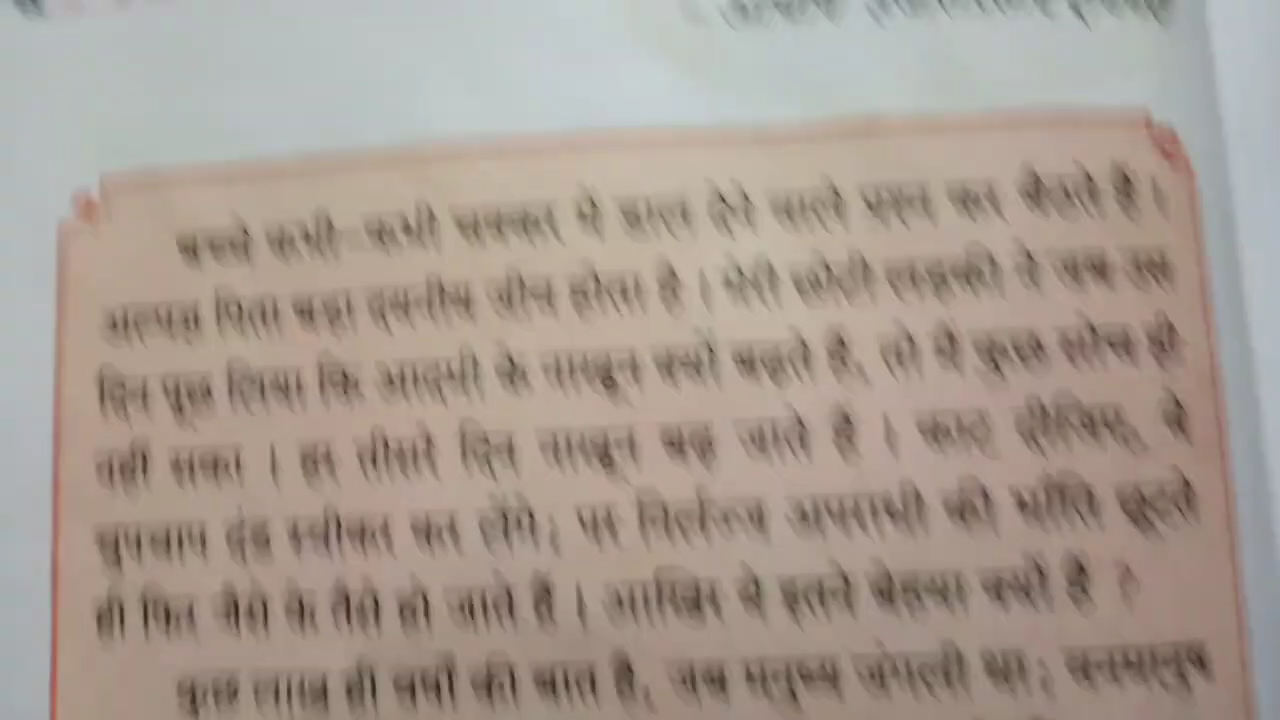 बच्चे कभी-कभी चक्कर में डाल देने वाले प्रश्न कर बैठते हैं ।
अल्पज्ञ पिता बड़ा दयनीय जीव होता है । मेरी छोटी लड़की ने जब उस
दिन पूछ लिया कि आदमी के नाखून क्यों बढ़ते हैं, तो मैं कुछ सोच ही
नहीं सका । हर तीसरे दिन नाखून बढ़ जाते हैं । काट दीजिए, वे
चुपचाप दंड स्वीकार कर लेंगे; पर निर्लज्ज अपराधी की भाँति छूटते
ही फिर जैसे के तैसे हो जाते हैं । आखिर ये इतने बेहया क्यों हैं ?
कुछ लाख ही वर्षों की बात है, जब मनुष्य जंगली था; वनमानुष